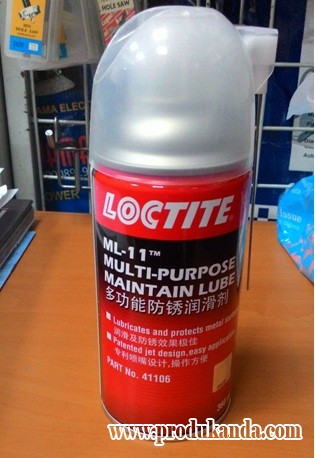 HOLE SAW
LOCTITE
ML-11™
MULTI-PURPOSE
MAINTAIN LUBE
多功能防锈润滑剂
• Lubricates and protects metal
润滑及防锈效果极佳
• Patented jet design, easy
专利喷嘴设计,操作方便
PART No. 41106
www.produkanda.com